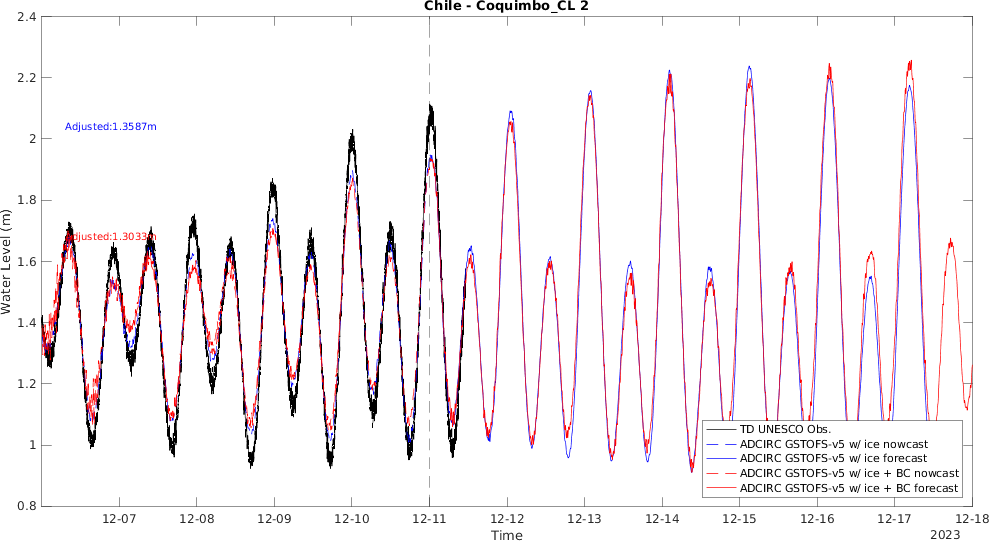 Chile - Coquimbo_CL 2
2.4
2.2
2
1.8
1.6
1.4
1.2
1
0.8
Water Level (m)
Adjusted:1.3587m
Adjusted:1.3033m
TD UNESCO Obs.
ADCIRC GSTOFS-v5 w/ ice nowcast
ADCIRC GSTOFS-v5 w/ ice forecast
ADCIRC GSTOFS-v5 w/ ice + BC nowcast
ADCIRC GSTOFS-v5 w/ ice + BC forecast
12-07 12-08 12-09 12-10 12-11 12-12 12-13 12-14 12-15 12-16 12-17 12-18
Time
2023